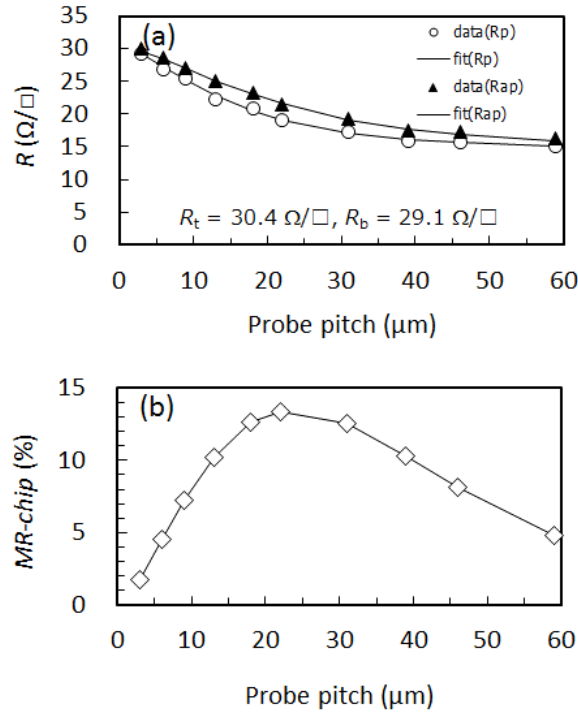 (a)
data(Rp)
fit(Rp)
data(Rap)
fit(Rap)
35
30
25
20
15
10
5
0
R (Ω/□)
Rt = 30.4 Ω/□, Rb = 29.1 Ω/□
0 10 20 30 40 50 60
Probe pitch (μm)
(b)
15
10
5
0
MR-chip (%)
0 10 20 30 40 50 60
Probe pitch (μm)